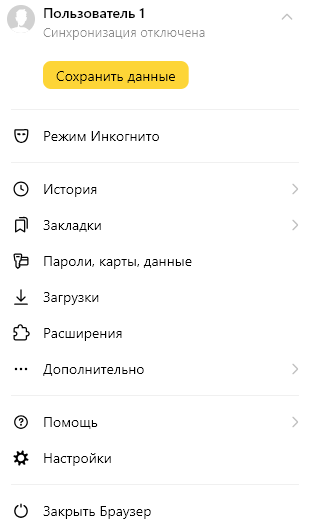 Пользователь 1
Синхронизация отключена
Сохранить данные
Режим Инкогнито
История
Закладки
Пароли, карты, данные
Загрузки
Расширения
Дополнительно
Помощь
Настройки
Закрыть Браузер